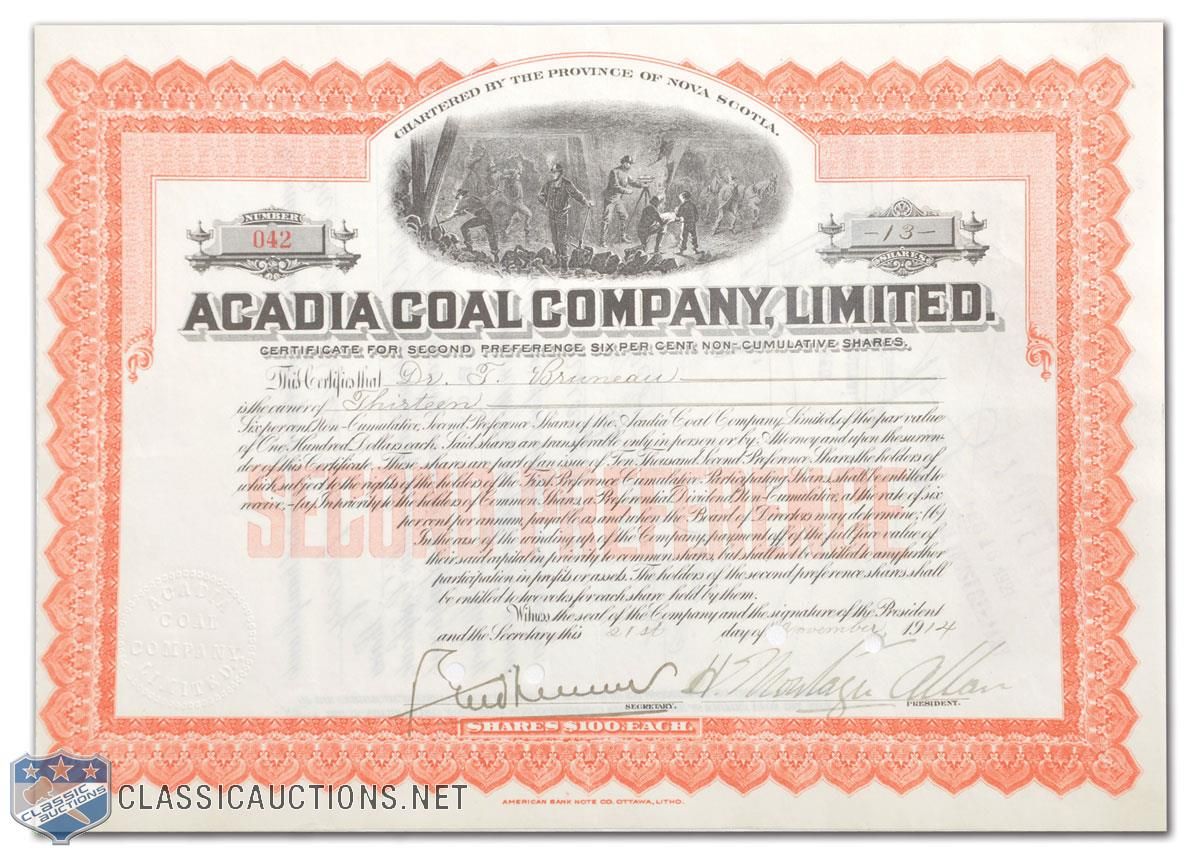 CHARTERED BY THE PROVINCE OF NOVA SCOTIA.
NUMBER
042
-13-
SHARES
ACADIA COAL COMPANY, LIMITED.
CERTIFICATE FOR SECOND PREFERENCE SIX PER CENT. NON-CUMULATIVE SHARES.
This Certifies that Dr. T. Bruneau
is the owner of Thirteen
Six per cent. Non-Cumulative, Second Preference Shares of the Acadia Coal Company, Limited, of the par value
of One Hundred Dollars each. Said shares are transferable only in person or by Attorney and upon the surren-
der of this Certificate. These shares are part of an issue of Ten Thousand Second Preference Shares, the holders of
which, subject to the rights of the holders of the First Preference Cumulative Participating Shares, shall be entitled to
receive,-(a) In priority to the holders of Common Shares, a Preferential Dividend, Non-Cumulative, at the rate of six
per cent per annum, payable as and when the Board of Directors may determine; (b)
In the case of the winding up of the Company, payment off of the full face value of
their said capital in priority to common shares, but shall not be entitled to any further
participation in profits or assets. The holders of the second preference shares shall
be entitled to two votes for each share held by them.
SECOND PREFERENCE
Witness the seal of the Company and the signature of the President
and the Secretary this 21st day of November, 1914
ACADIA
COAL
COMPANY
LIMITED
H. Montagu Allan
SECRETARY.
PRESIDENT.
SHARES $100 EACH.
AMERICAN BANK NOTE CO. OTTAWA, LITHO.
CLASSIC
AUCTIONS
CLASSICAUCTIONS.NET